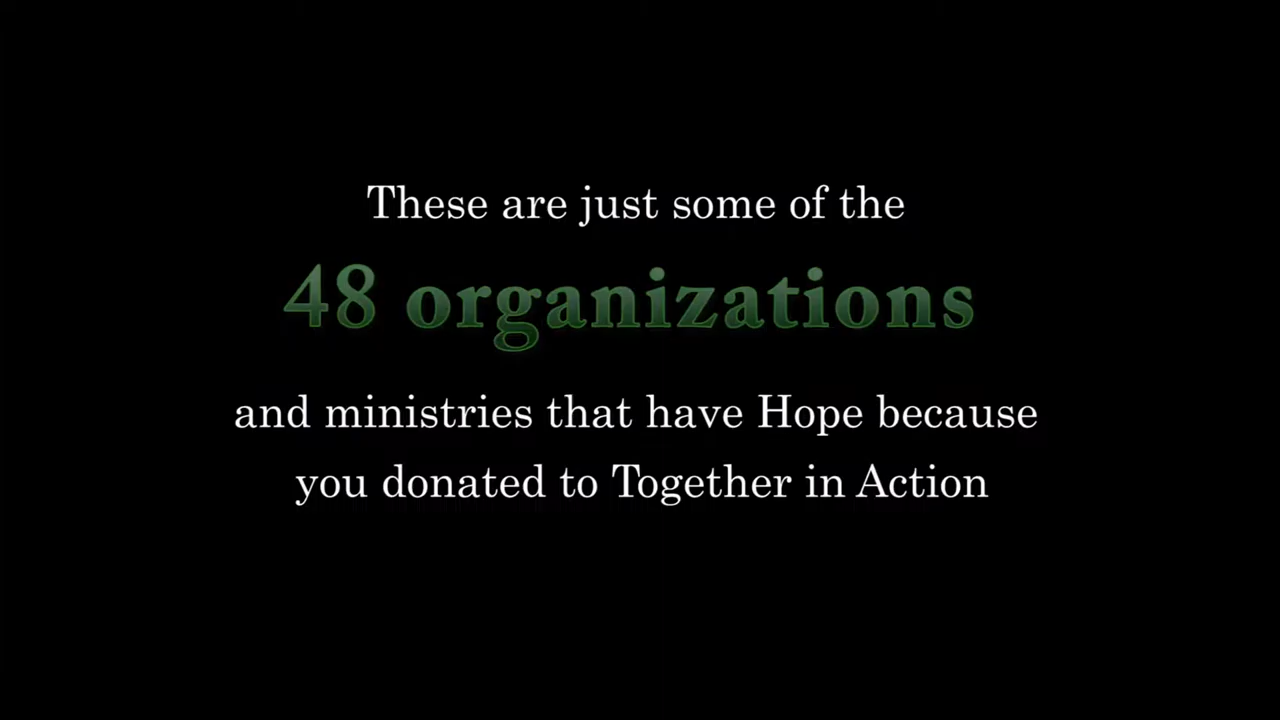 These are just some of the
48 organizations
and ministries that have Hope because
you donated to Together in Action